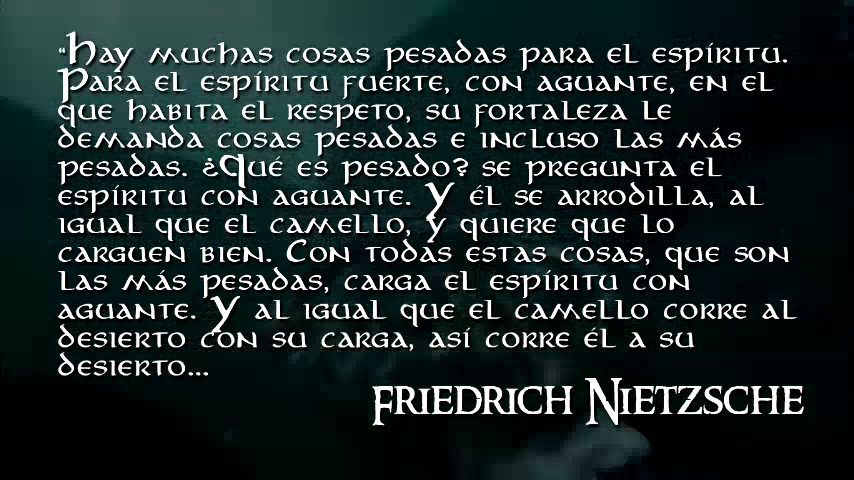 “Hay muchas cosas pesadas para el espíritu.
Para el espíritu fuerte, con aguante, en el
que habita el respeto, su fortaleza le
demanda cosas pesadas e incluso las más
pesadas. ¿Qué es pesado? se pregunta el
espíritu con aguante. Y él se arrodilla, al
igual que el camello, y quiere que lo
carguen bien. Con todas estas cosas, que son
las más pesadas, carga el espíritu con
aguante. Y al igual que el camello corre al
desierto con su carga, así corre él a su
desierto...
Friedrich Nietzsche